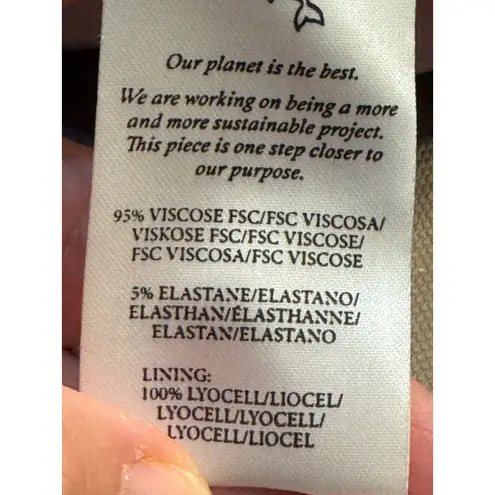 Our planet is the best.
We are working on being a more
and more sustainable project.
This piece is one step closer to
our purpose.
95% VISCOSE FSC/FSC VISCOSA/
VISKOSE FSC/FSC VISCOSE/
FSC VISCOSA/FSC VISCOSE
5% ELASTANE/ELASTANO/
ELASTHAN/ÉLASTHANNE/
ELASTAN/ELASTANO
LINING:
100% LYOCELL/LIOCEL/
LYOCELL/LYOCELL/
LYOCELL/LIOCEL